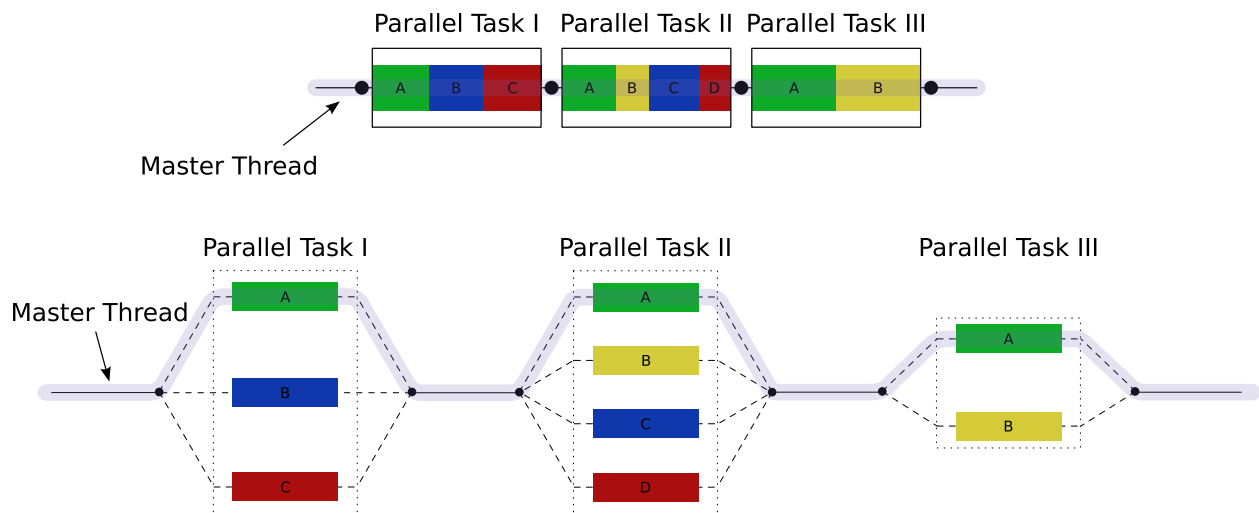 Parallel Task I
Parallel Task II
Parallel Task III
A B C
A B C D
A B
Master Thread
Parallel Task I
Parallel Task II
Parallel Task III
Master Thread
A
B
C
A
B
C
D
A
B